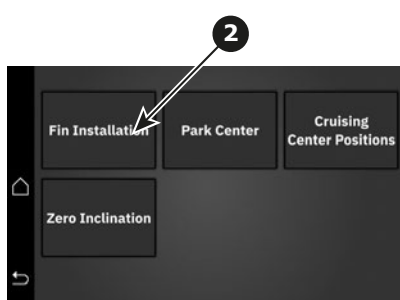 2
Fin Installation
Park Center
Cruising
Center Positions
Zero Inclination